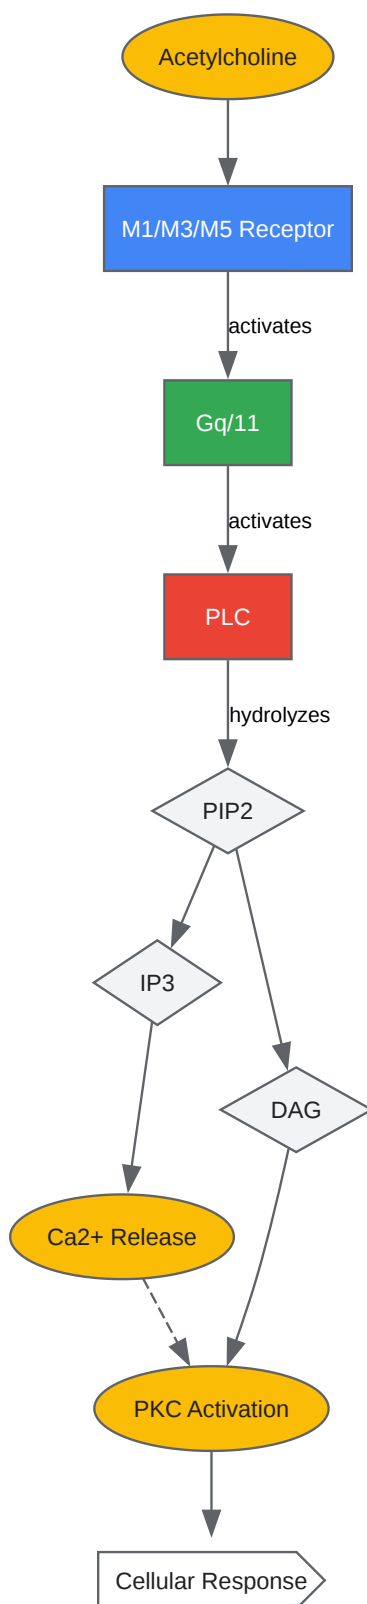 Acetylcholine
M1/M3/M5 Receptor
activates
Gq/11
activates
PLC
hydrolyzes
PIP2
IP3
DAG
Ca2+ Release
PKC Activation
Cellular Response